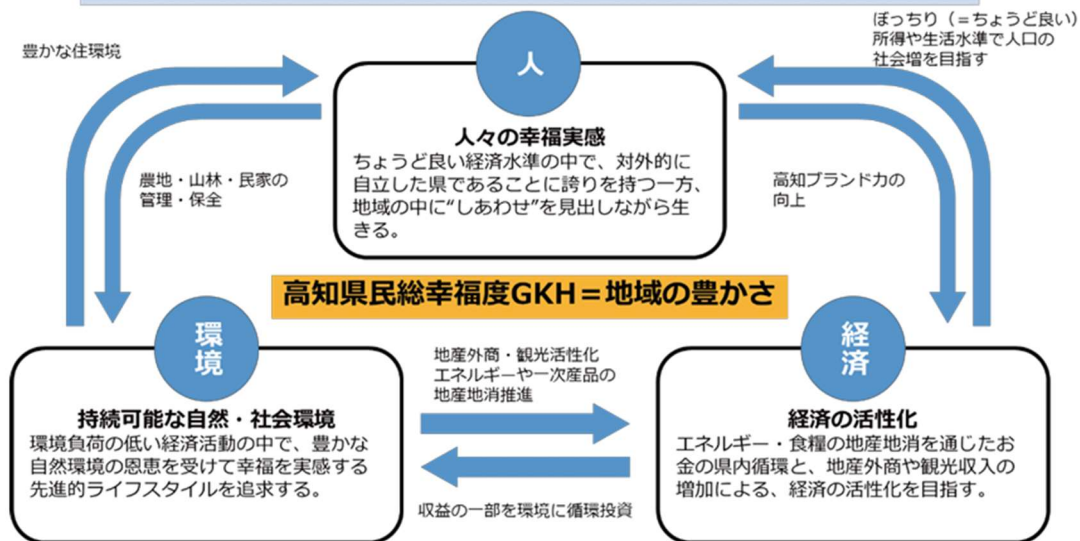 豊かな住環境
ぼっちり（＝ちょうど良い）
所得や生活水準で人口の
社会増を目指す
人
人々の幸福実感
ちょうど良い経済水準の中で、対外的に
自立した県であることに誇りを持つ一方、
地域の中に“しあわせ”を見出しながら生
きる。
農地・山林・民家の
管理・保全
高知ブランド力の
向上
高知県民総幸福度GKH＝地域の豊かさ
環境
持続可能な自然・社会環境
環境負荷の低い経済活動の中で、豊かな
自然環境の恩恵を受けて幸福を実感する
先進的ライフスタイルを追求する。
地産外商・観光活性化
エネルギーや一次産品の
地産地消推進
収益の一部を環境に循環投資
経済
経済の活性化
エネルギー・食糧の地産地消を通じたお
金の県内循環と、地産外商や観光収入の
増加による、経済の活性化を目指す。